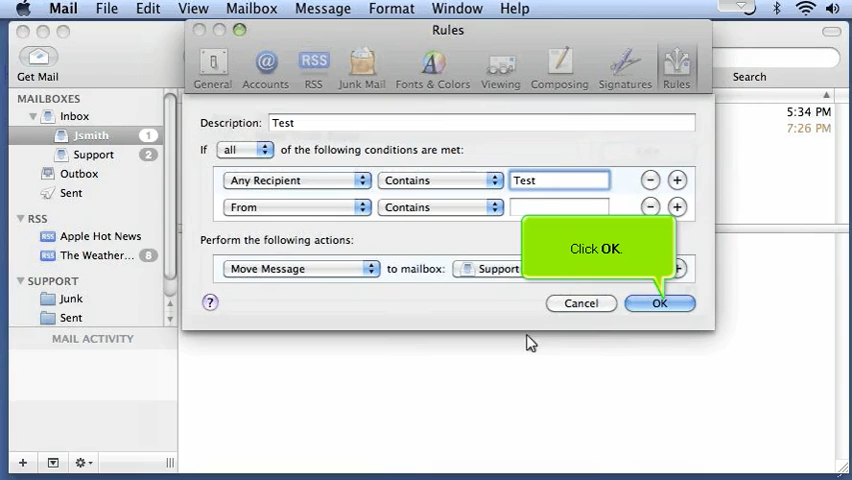 Mail File Edit View Mailbox Message Format Window Help
Rules
Get Mail
General Accounts RSS Junk Mail Fonts & Colors Viewing Composing Signatures Rules
Search
MAILBOXES
Inbox
Jsmith 1
Support 2
Outbox
Sent
RSS
Apple Hot News
The Weather... 8
SUPPORT
Junk
Sent
MAIL ACTIVITY
5:34 PM
7:26 PM
Description: Test
If all of the following conditions are met:
Any Recipient Contains Test
From Contains
Perform the following actions:
Move Message to mailbox: Support
Click OK.
? Cancel OK